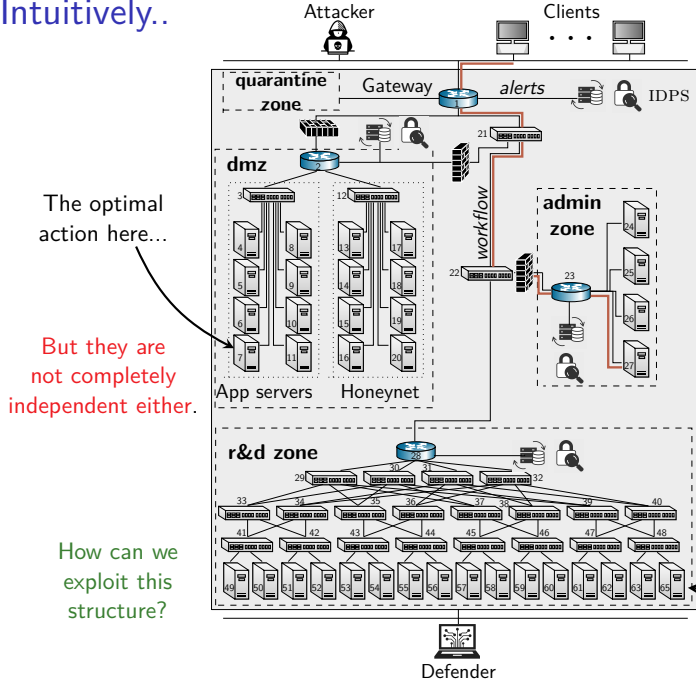 Intuitively..
Attacker
Clients
quarantine
zone
Gateway
alerts
IDPS
1
21
dmz
2
3
12
4
8
13
17
5
9
14
18
6
10
15
19
7
11
16
20
App servers
Honeynet
workflow
22
admin
zone
23
24
25
26
27
The optimal
action here...
But they are
not completely
independent either.
r&d zone
28
29
30
31
32
33
34
35
36
37
38
39
40
41
42
43
44
45
46
47
48
49
50
51
52
53
54
55
56
57
58
59
60
61
62
63
65
How can we
exploit this
structure?
Defender